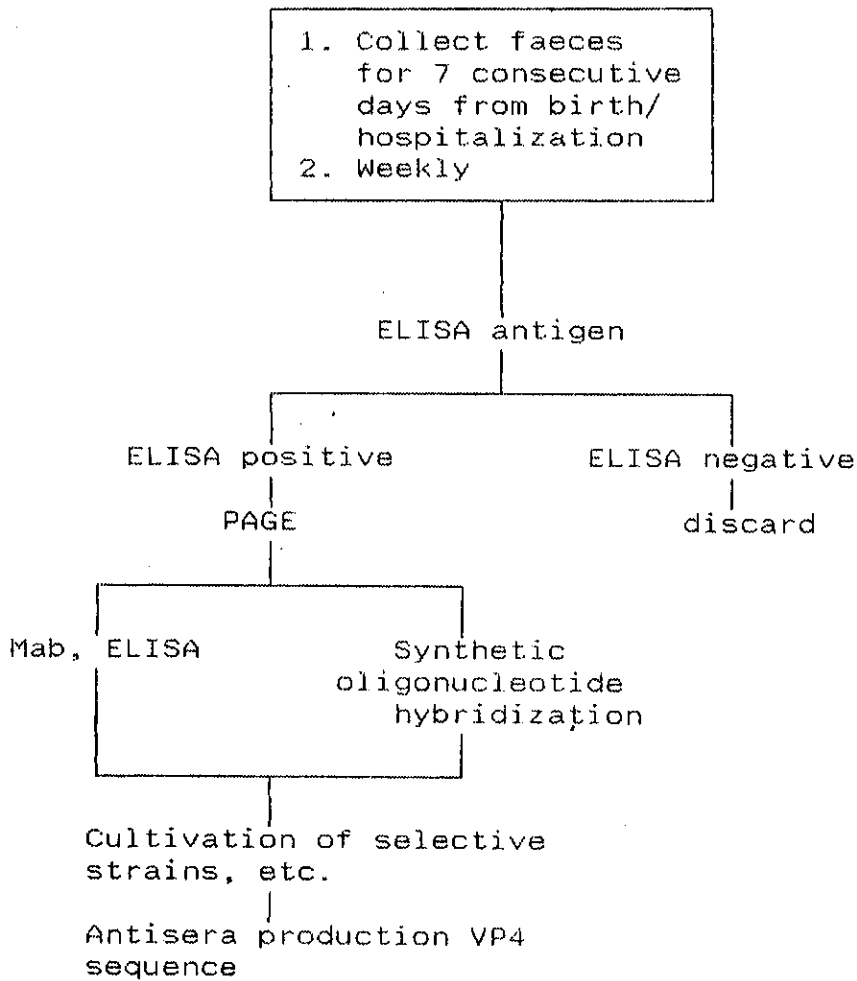 1. Collect faeces
for 7 consecutive
days from birth/
hospitalization
2. Weekly
ELISA antigen
ELISA positive
ELISA negative
PAGE
discard
Mab, ELISA
Synthetic
oligonucleotide
hybridization
Cultivation of selective
strains, etc.
Antisera production VP4
sequence